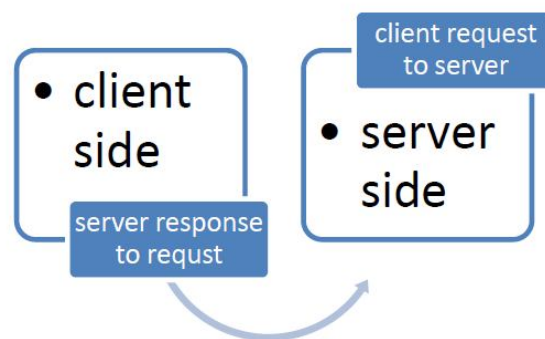 • client
side
server response
to requst
client request
to server
• server
side